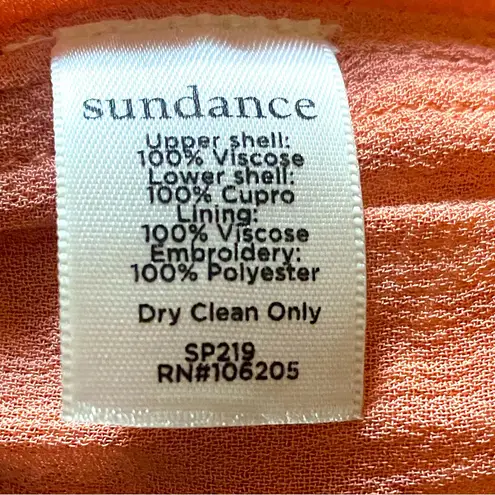 sundance
Upper shell:
100% Viscose
Lower shell:
100% Cupro
Lining:
100% Viscose
Embroidery:
100% Polyester
Dry Clean Only
SP219
RN#106205